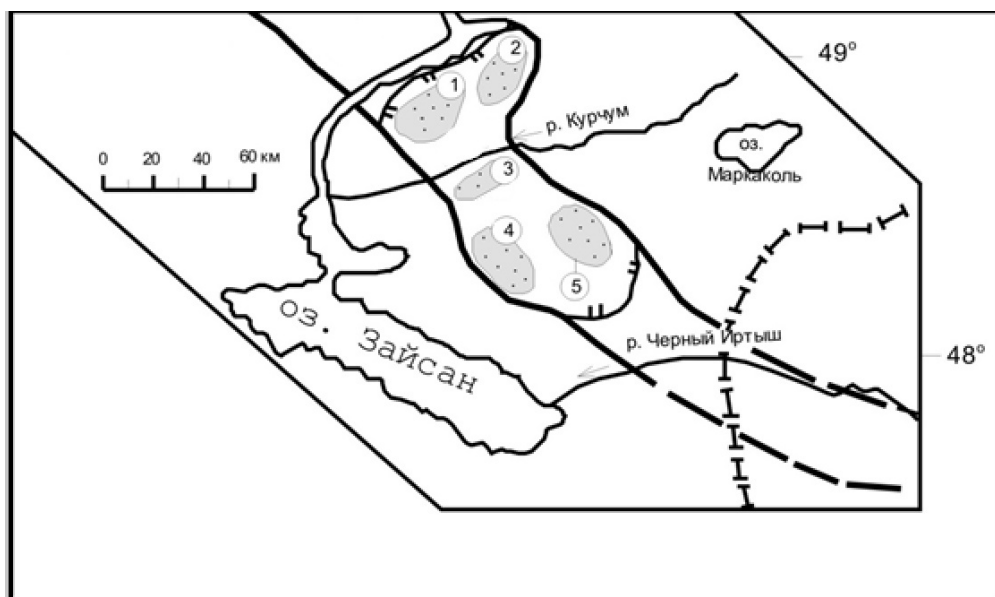 2
49°
1
р. Курчум
оз.
Маркаколь
0 20 40 60 км
3
4
5
оз. Зайсан
р. Черный Иртыш
48°